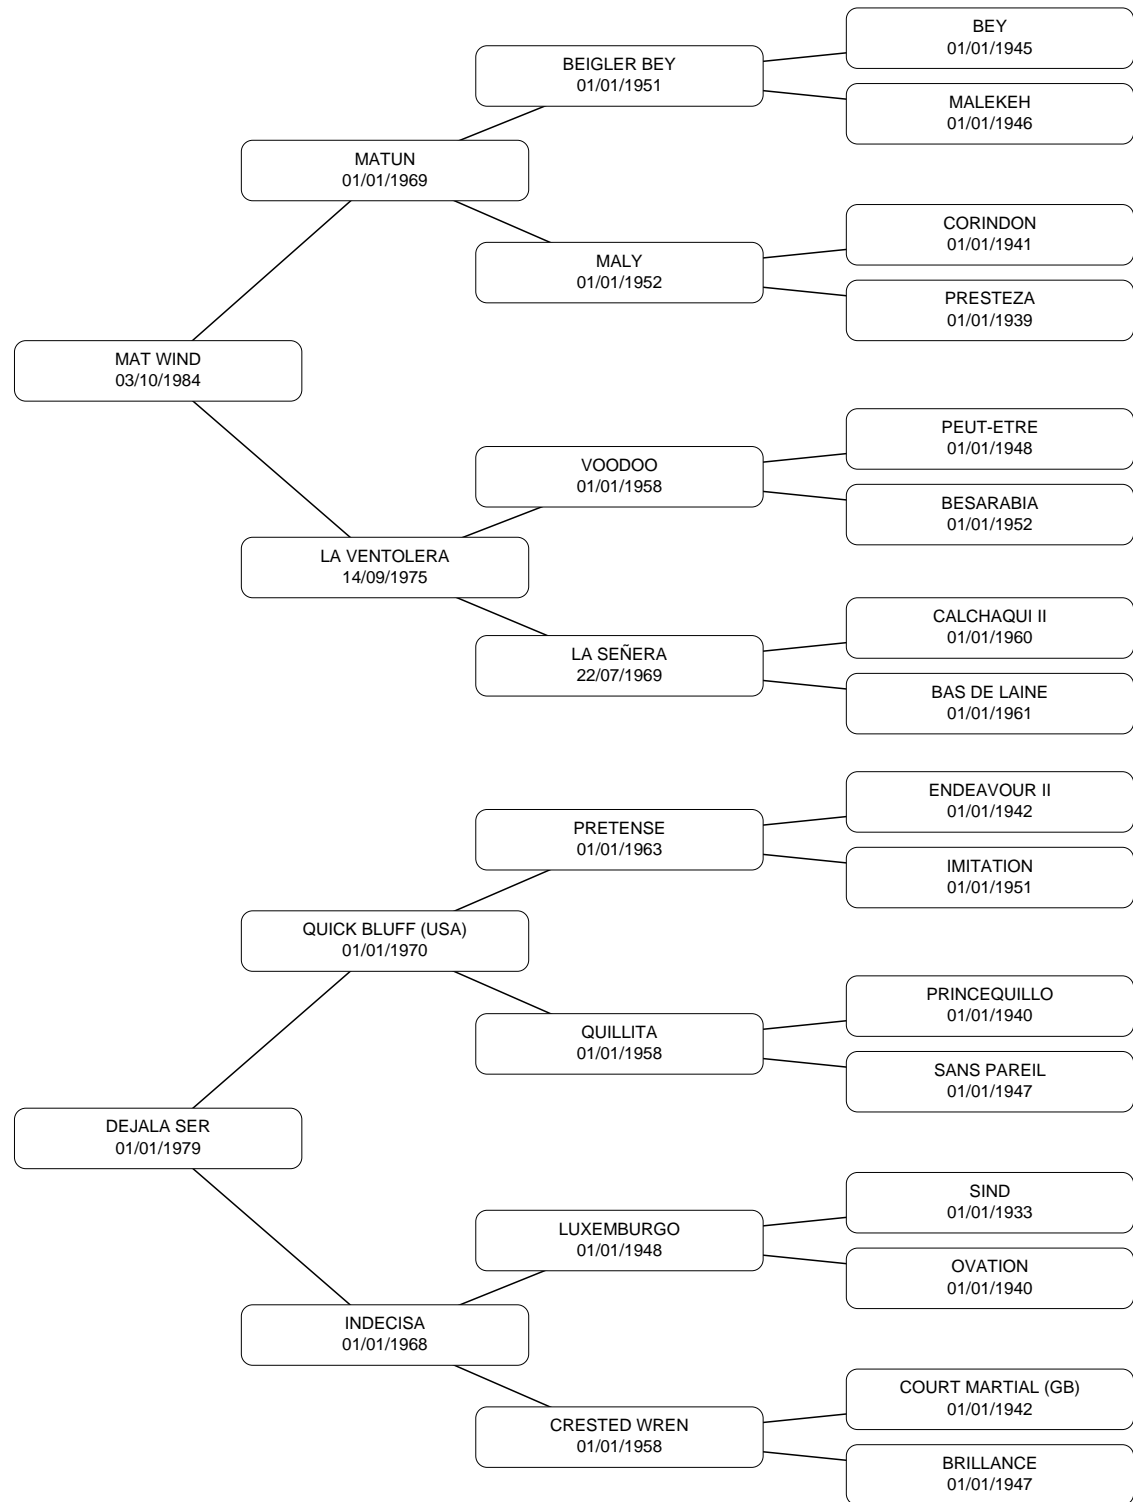 BEY
01/01/1945
BEIGLER BEY
01/01/1951
MALEKEH
01/01/1946
MATUN
01/01/1969
CORINDON
01/01/1941
MALY
01/01/1952
PRESTEZA
01/01/1939
MAT WIND
03/10/1984
PEUT-ETRE
01/01/1948
VOODOO
01/01/1958
BESARABIA
01/01/1952
LA VENTOLERA
14/09/1975
CALCHAQUI II
01/01/1960
LA SEÑERA
22/07/1969
BAS DE LAINE
01/01/1961
ENDEAVOUR II
01/01/1942
PRETENSE
01/01/1963
IMITATION
01/01/1951
QUICK BLUFF (USA)
01/01/1970
PRINCEQUILLO
01/01/1940
QUILLITA
01/01/1958
SANS PAREIL
01/01/1947
DEJALA SER
01/01/1979
SIND
01/01/1933
LUXEMBURGO
01/01/1948
OVATION
01/01/1940
INDECISA
01/01/1968
COURT MARTIAL (GB)
01/01/1942
CRESTED WREN
01/01/1958
BRILLANCE
01/01/1947